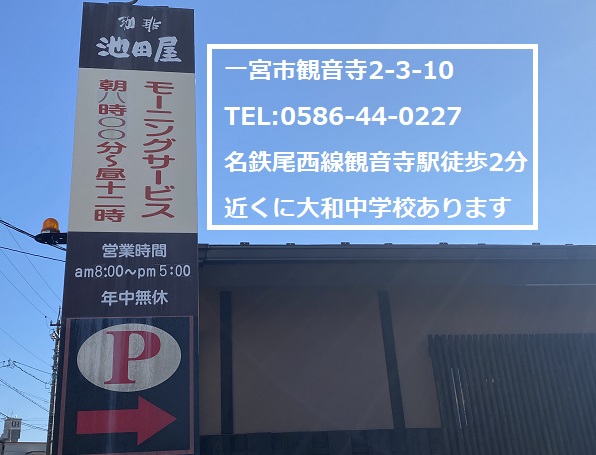 珈非
池田屋
モーニングサービス
朝八時〇〇分~昼十二時
営業時間
am8:00~pm5:00
年中無休
P
一宮市観音寺2-3-10
TEL:0586-44-0227
名鉄尾西線観音寺駅徒歩2分
近くに大和中学校あります